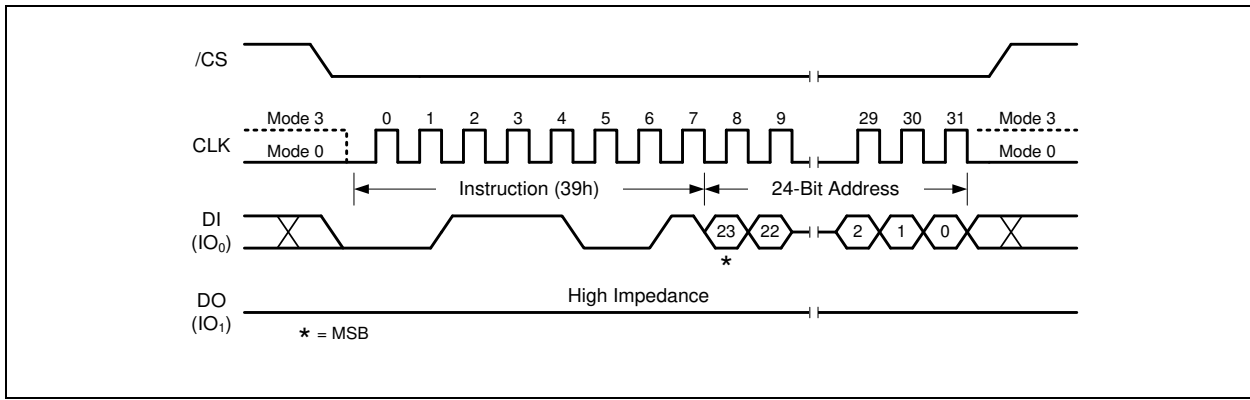 /CS
Mode 3 0 1 2 3 4 5 6 7 8 9 29 30 31 Mode 3
CLK
Mode 0 Mode 0
Instruction (39h) 24-Bit Address
DI
(IO₀)
23 22 2 1 0
*
High Impedance
DO
(IO₁)
* = MSB